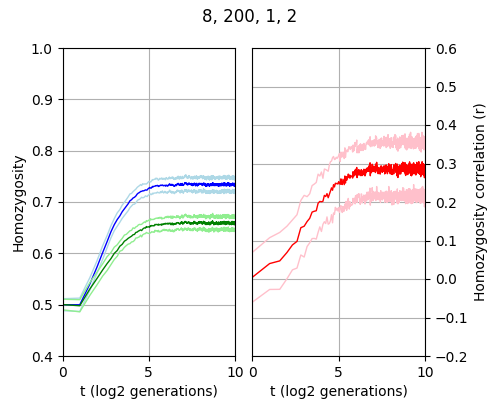 8, 200, 1, 2
Homozygosity
1.0
0.9
0.8
0.7
0.6
0.5
0.4
0 5 10
t (log2 generations)
0.6
0.5
0.4
0.3
0.2
0.1
0.0
−0.1
−0.2
0 5 10
t (log2 generations)
Homozygosity correlation (r)